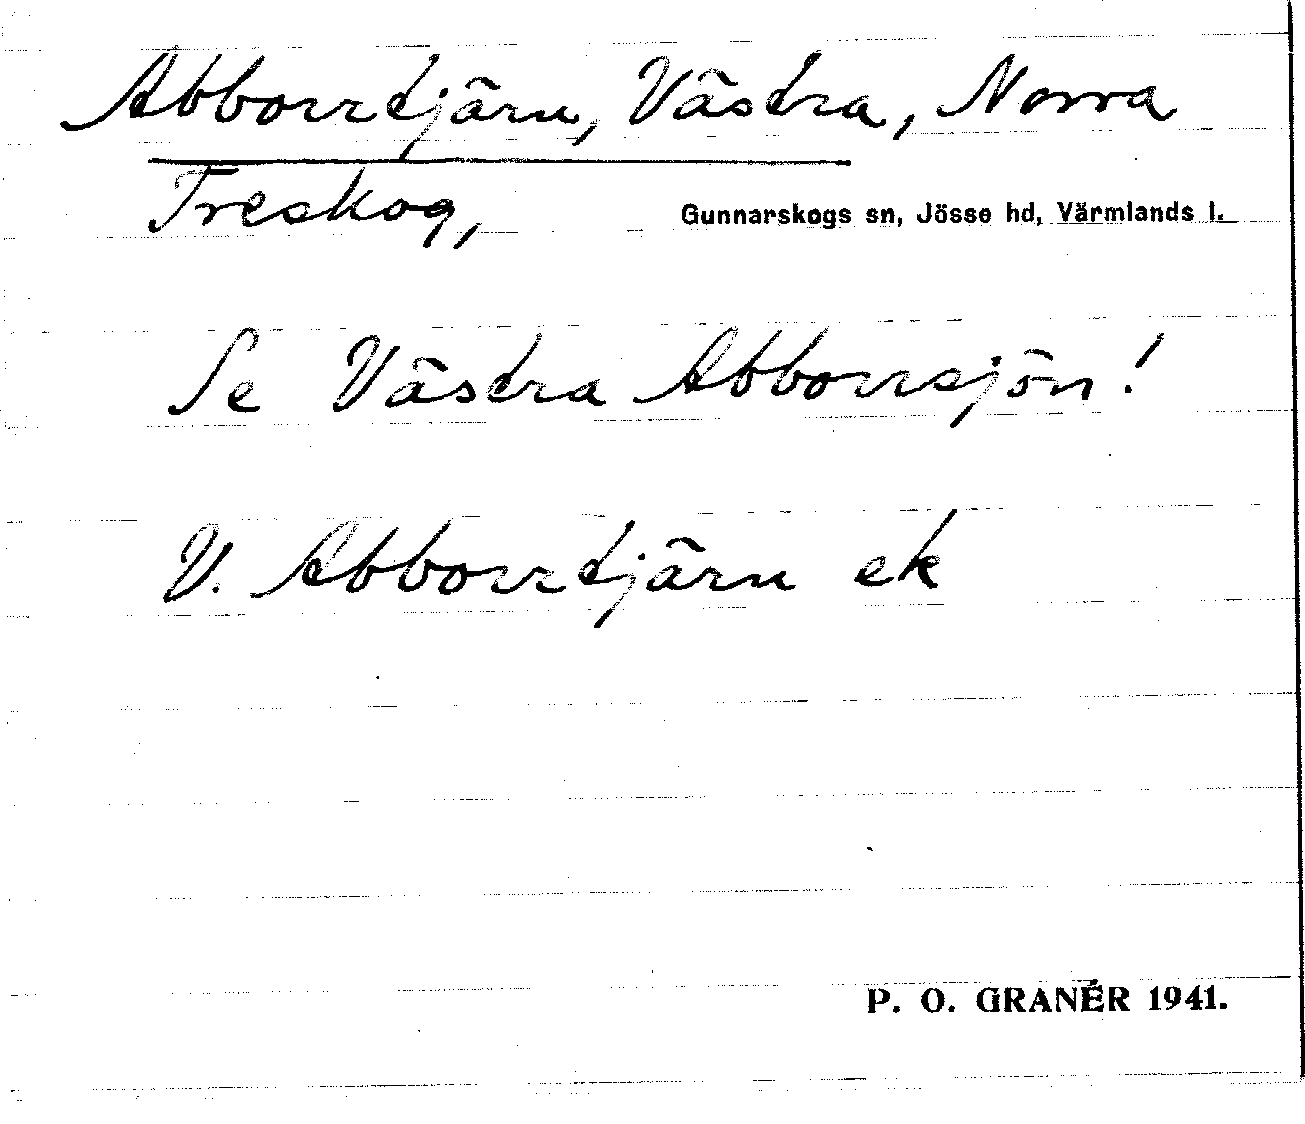 Abborrtjärn, Västra, Norra
Treskog,
Gunnarskogs sn, Jösse hd, Värmlands l.
Se Västra Abborrsjön!
V. Abborrtjärn ek
P. O. GRANÉR 1941.